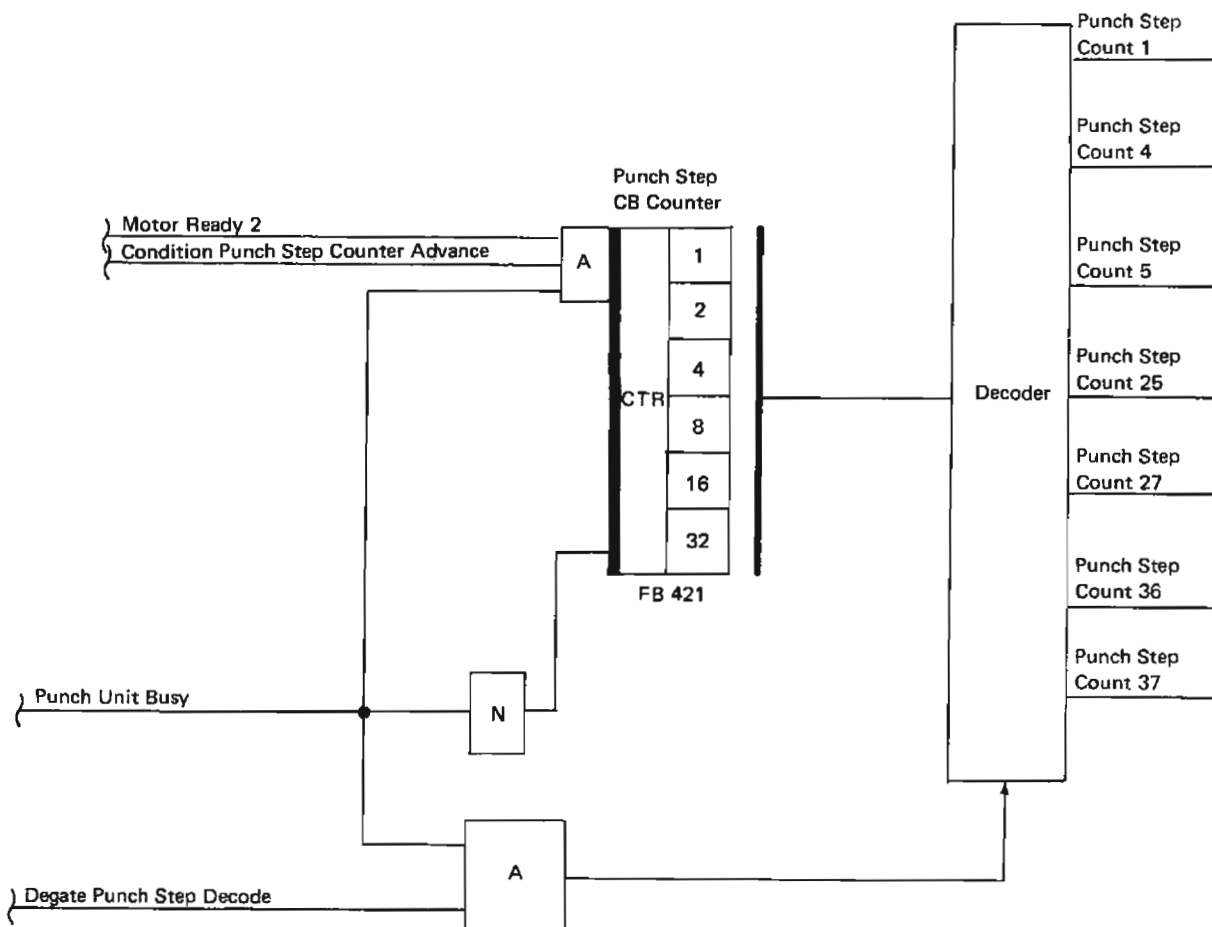 Punch Step
Count 1
Punch Step
Count 4
Punch Step
CB Counter
Motor Ready 2
Condition Punch Step Counter Advance
A
1
2
4
CTR
8
16
32
FB 421
Decoder
Punch Step
Count 5
Punch Step
Count 25
Punch Step
Count 27
Punch Step
Count 36
Punch Step
Count 37
Punch Unit Busy
N
A
Degate Punch Step Decode